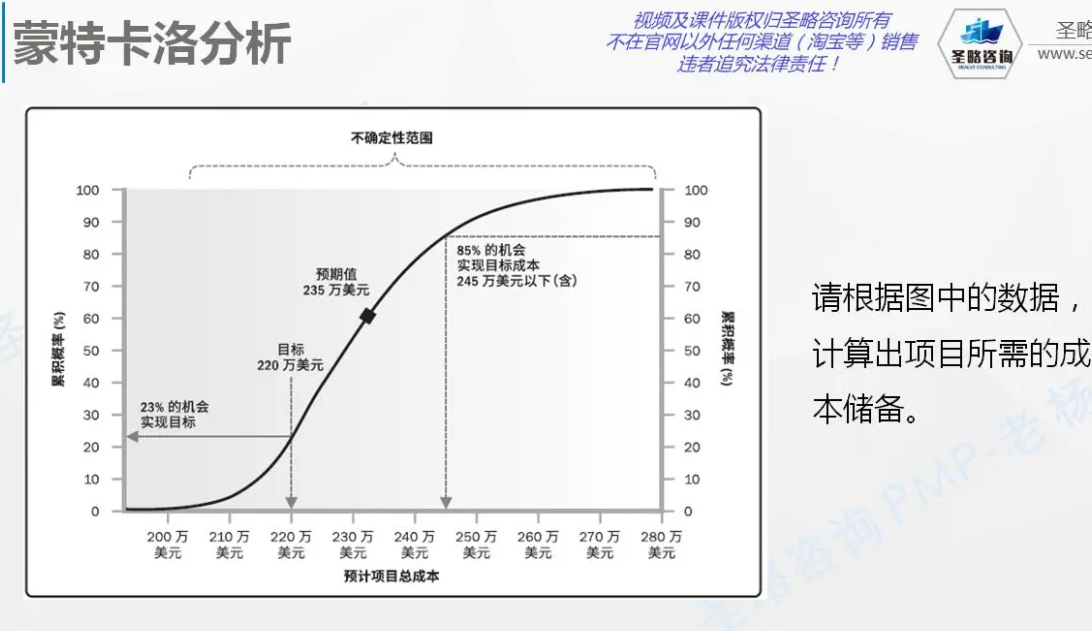 蒙特卡洛分析
视频及课件版权归圣略咨询所有
不在官网以外任何渠道（淘宝等）销售
违者追究法律责任！
圣略咨询
圣略
www.se
不确定性范围
100
90
80
70
60
50
40
30
20
10
0
累积概率 (%)
预期值
235 万美元
目标
220 万美元
23% 的机会
实现目标
85% 的机会
实现目标成本
245 万美元以下(含)
100
90
80
70
60
50
40
30
20
10
0
累积概率 (%)
200 万
美元
210 万
美元
220 万
美元
230 万
美元
240 万
美元
250 万
美元
260 万
美元
270 万
美元
280 万
美元
预计项目总成本
请根据图中的数据，
计算出项目所需的成
本储备。
圣略咨询PMP-老杨